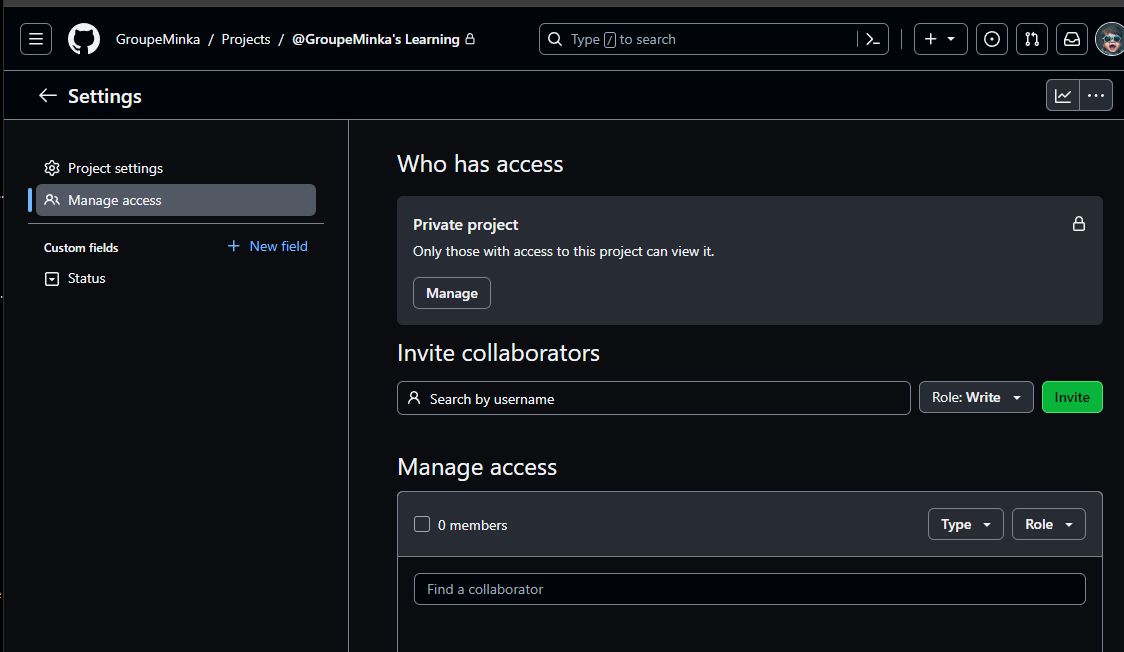 GroupeMinka / Projects / @GroupeMinka's Learning
Type / to search
Settings
Project settings
Manage access
Custom fields
New field
Status
Who has access
Private project
Only those with access to this project can view it.
Manage
Invite collaborators
Search by username
Role: Write
Invite
Manage access
0 members
Type
Role
Find a collaborator